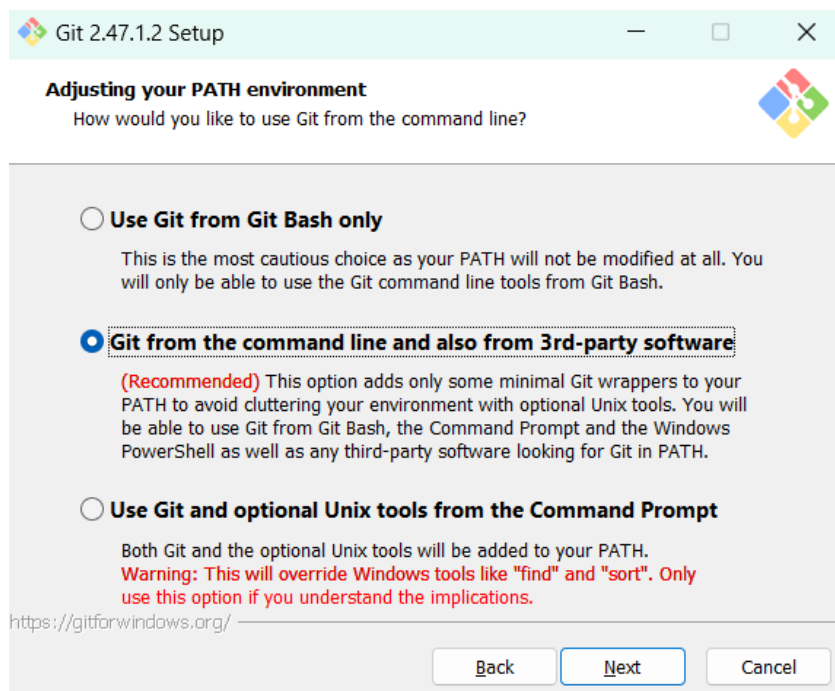 Git 2.47.1.2 Setup
Adjusting your PATH environment
How would you like to use Git from the command line?
Use Git from Git Bash only
This is the most cautious choice as your PATH will not be modified at all. You
will only be able to use the Git command line tools from Git Bash.
Git from the command line and also from 3rd-party software
(Recommended) This option adds only some minimal Git wrappers to your
PATH to avoid cluttering your environment with optional Unix tools. You will
be able to use Git from Git Bash, the Command Prompt and the Windows
PowerShell as well as any third-party software looking for Git in PATH.
Use Git and optional Unix tools from the Command Prompt
Both Git and the optional Unix tools will be added to your PATH.
Warning: This will override Windows tools like "find" and "sort". Only
use this option if you understand the implications.
https://gitforwindows.org/
Back Next Cancel